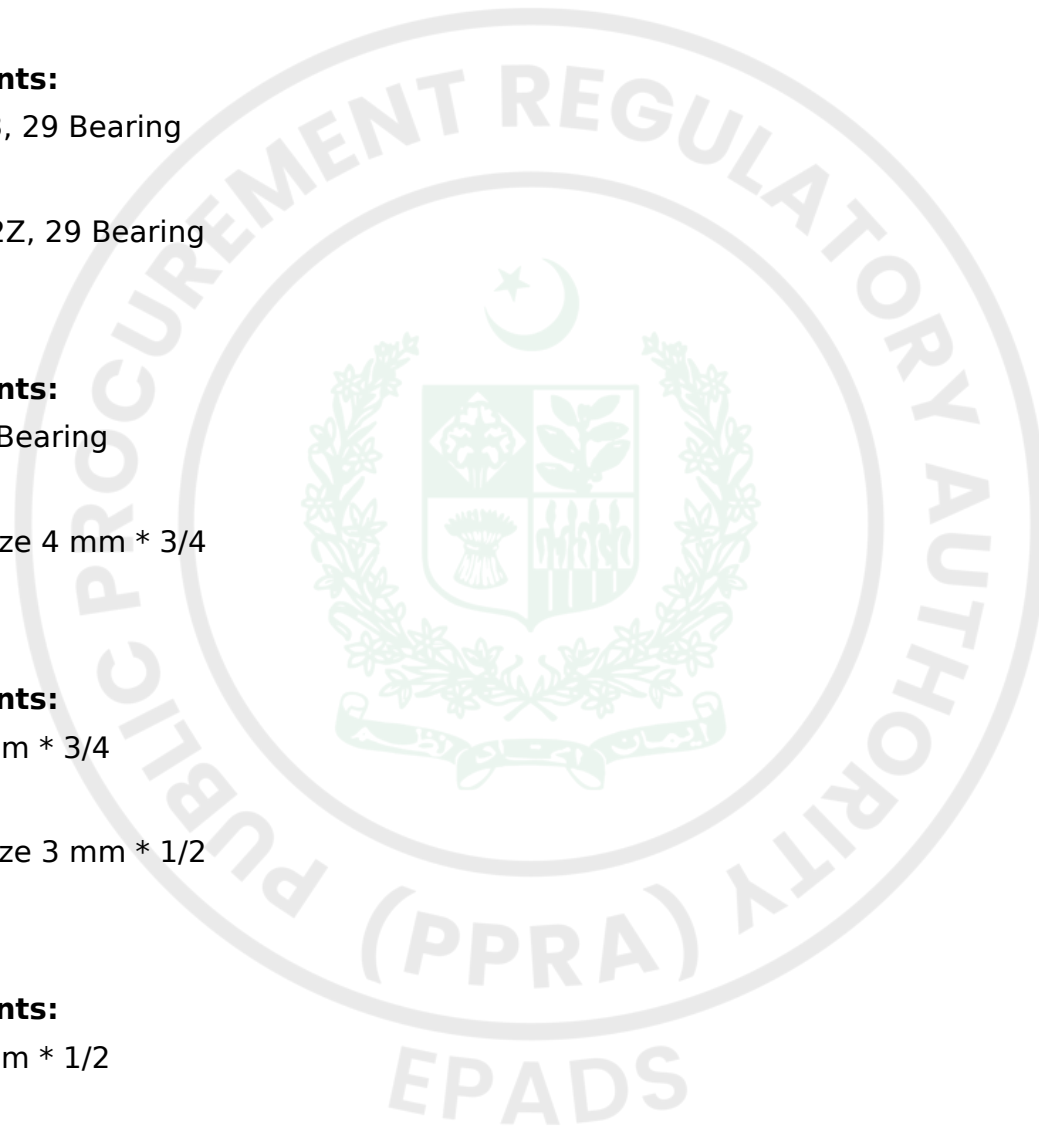 nts:
, 29 Bearing
2Z, 29 Bearing
nts:
Bearing
ze 4 mm * 3/4
nts:
m * 3/4
ze 3 mm * 1/2
nts:
m * 1/2
PUBLIC PROCUREMENT REGULATORY AUTHORITY
(PPRA)
EPADS